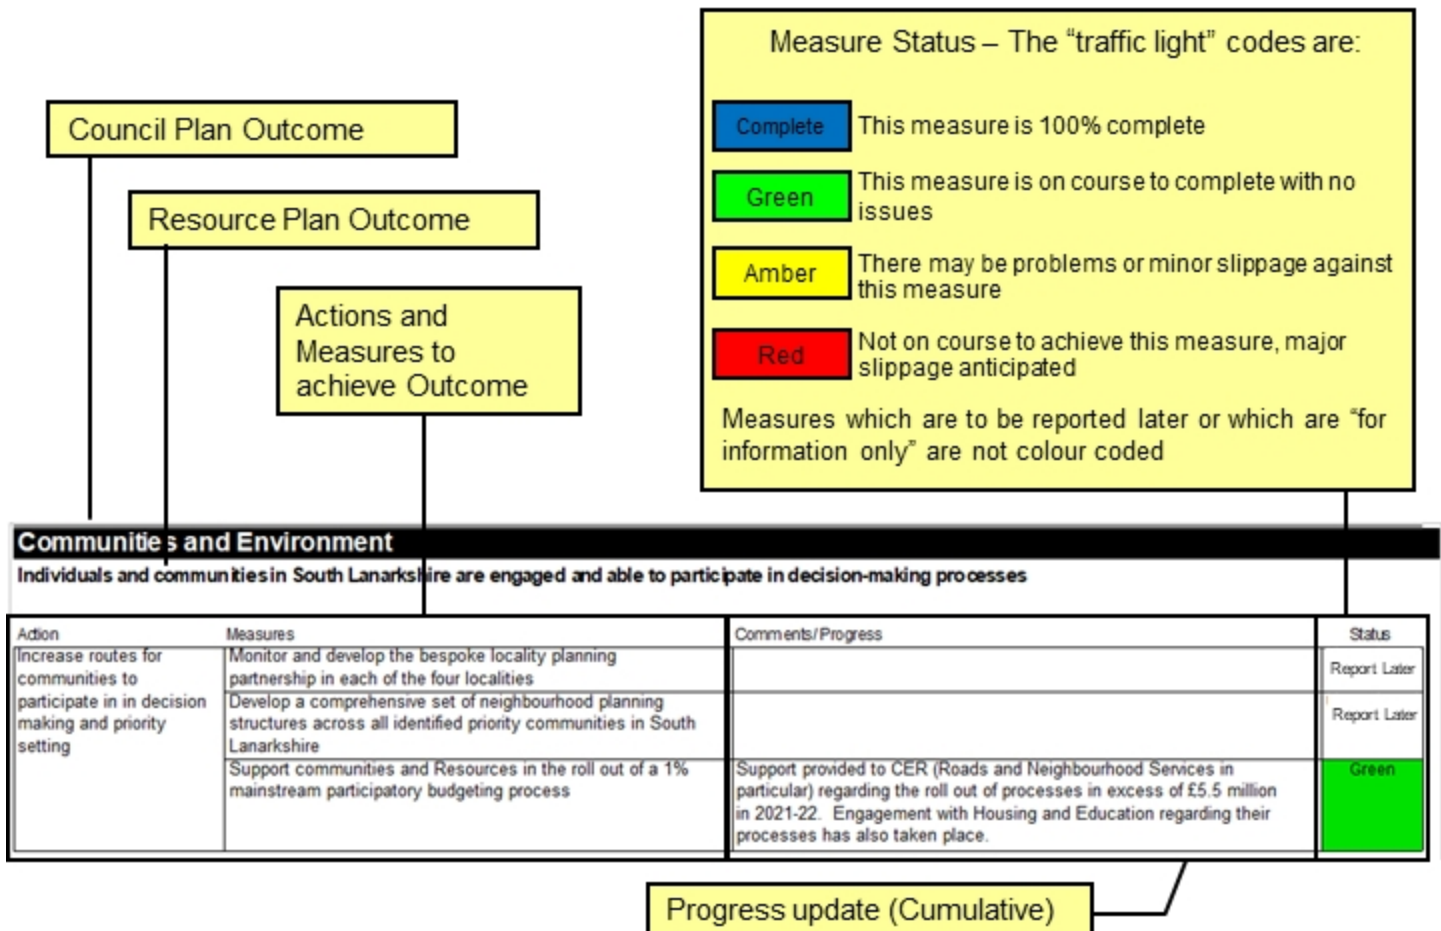 Measure Status – The “traffic light” codes are:
Complete
This measure is 100% complete
Green
This measure is on course to complete with no
issues
Amber
There may be problems or minor slippage against
this measure
Red
Not on course to achieve this measure, major
slippage anticipated
Measures which are to be reported later or which are “for
information only” are not colour coded
Council Plan Outcome
Resource Plan Outcome
Actions and
Measures to
achieve Outcome
Communities and Environment
Individuals and communities in South Lanarkshire are engaged and able to participate in decision-making processes
Action
Measures
Comments/Progress
Status
Increase routes for
communities to
participate in in decision
making and priority
setting
Monitor and develop the bespoke locality planning
partnership in each of the four localities
Report Later
Develop a comprehensive set of neighbourhood planning
structures across all identified priority communities in South
Lanarkshire
Report Later
Support communities and Resources in the roll out of a 1%
mainstream participatory budgeting process
Support provided to CER (Roads and Neighbourhood Services in
particular) regarding the roll out of processes in excess of £5.5 million
in 2021-22. Engagement with Housing and Education regarding their
processes has also taken place.
Green
Progress update (Cumulative)